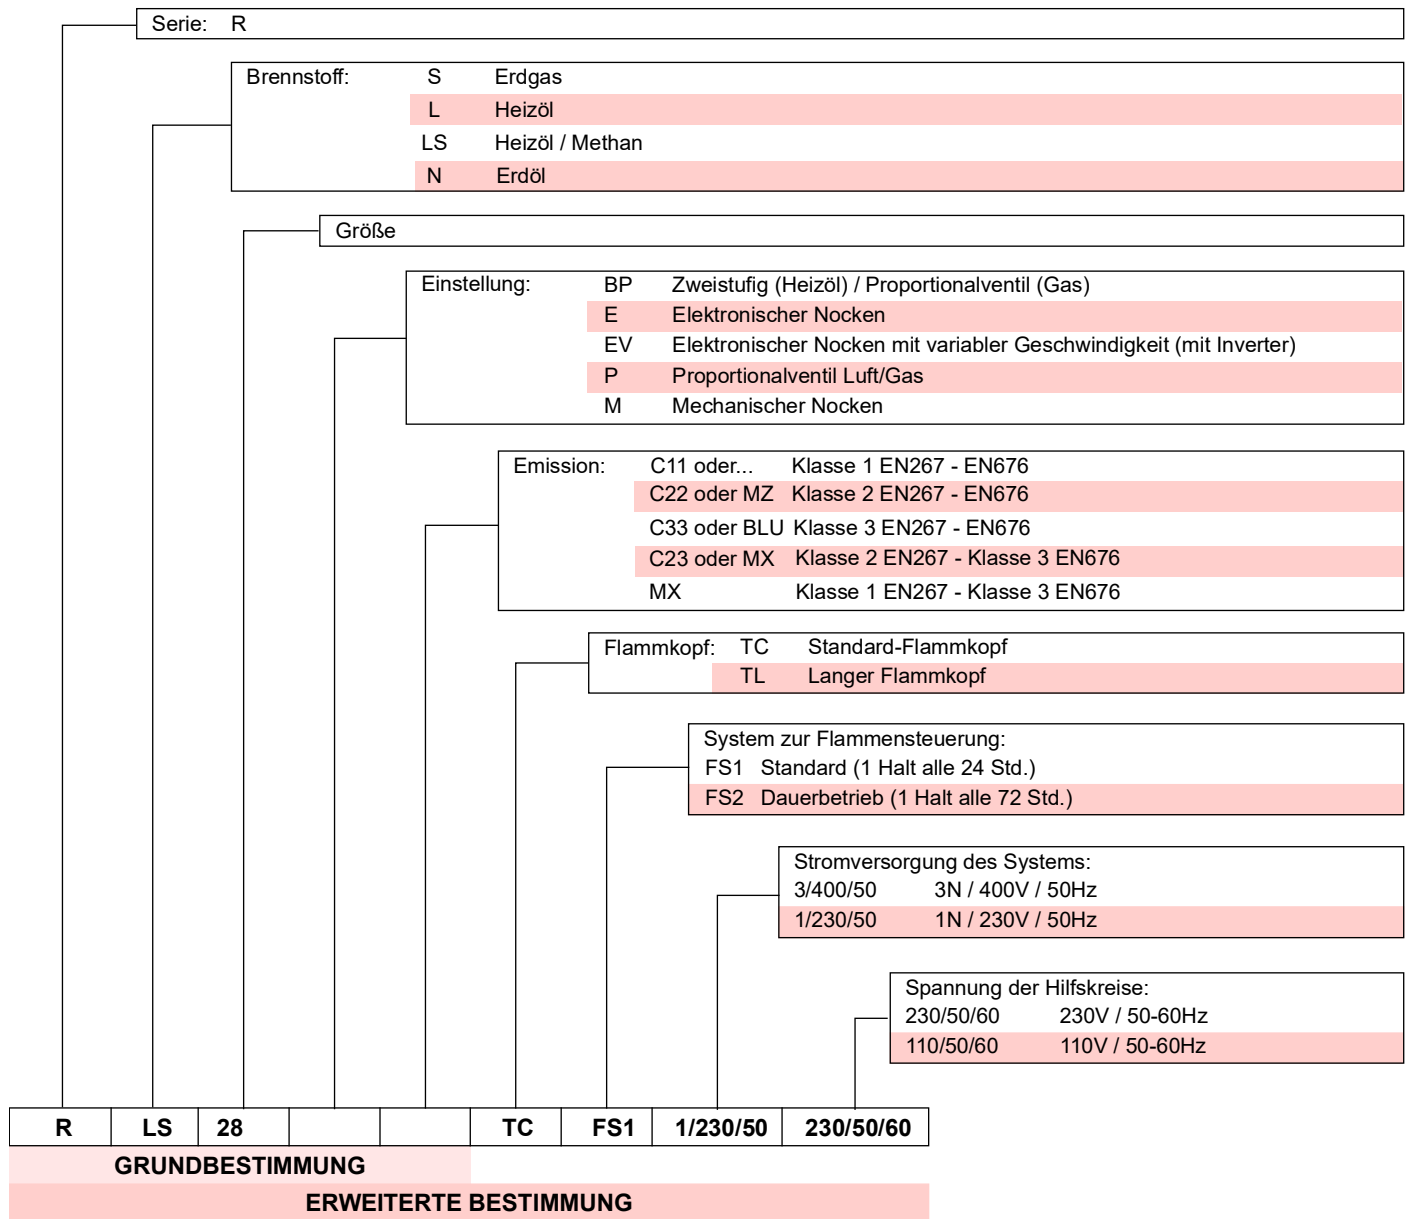 Serie: R
Brennstoff: S Erdgas
L Heizöl
LS Heizöl / Methan
N Erdöl
Größe
Einstellung: BP Zweistufig (Heizöl) / Proportionalventil (Gas)
E Elektronischer Nocken
EV Elektronischer Nocken mit variabler Geschwindigkeit (mit Inverter)
P Proportionalventil Luft/Gas
M Mechanischer Nocken
Emission: C11 oder... Klasse 1 EN267 - EN676
C22 oder MZ Klasse 2 EN267 - EN676
C33 oder BLU Klasse 3 EN267 - EN676
C23 oder MX Klasse 2 EN267 - Klasse 3 EN676
MX Klasse 1 EN267 - Klasse 3 EN676
Flammkopf: TC Standard-Flammkopf
TL Langer Flammkopf
System zur Flammensteuerung:
FS1 Standard (1 Halt alle 24 Std.)
FS2 Dauerbetrieb (1 Halt alle 72 Std.)
Stromversorgung des Systems:
3/400/50 3N / 400V / 50Hz
1/230/50 1N / 230V / 50Hz
Spannung der Hilfskreise:
230/50/60 230V / 50-60Hz
110/50/60 110V / 50-60Hz
R LS 28 TC FS1 1/230/50 230/50/60
GRUNDBESTIMMUNG
ERWEITERTE BESTIMMUNG